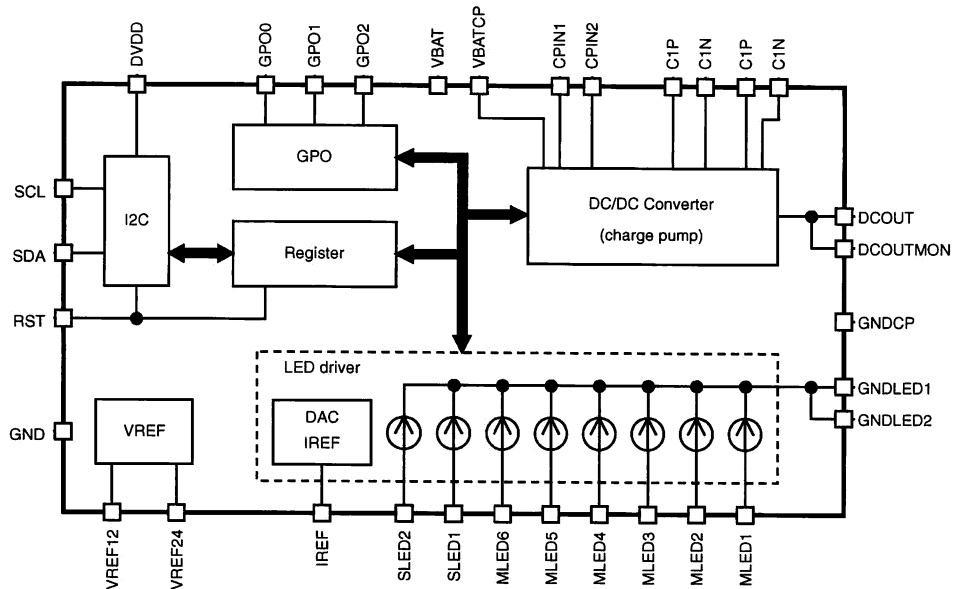 DVDD
GPO0
GPO1
GPO2
VBAT
VBATCP
CPIN1
CPIN2
C1P
C1N
C1P
C1N
GPO
SCL
I2C
DC/DC Converter
(charge pump)
DCOUT
SDA
Register
DCOUTMON
RST
GNDCP
LED driver
GNDLED1
DAC
IREF
GND
VREF
GNDLED2
VREF12
VREF24
IREF
SLED2
SLED1
MLED6
MLED5
MLED4
MLED3
MLED2
MLED1